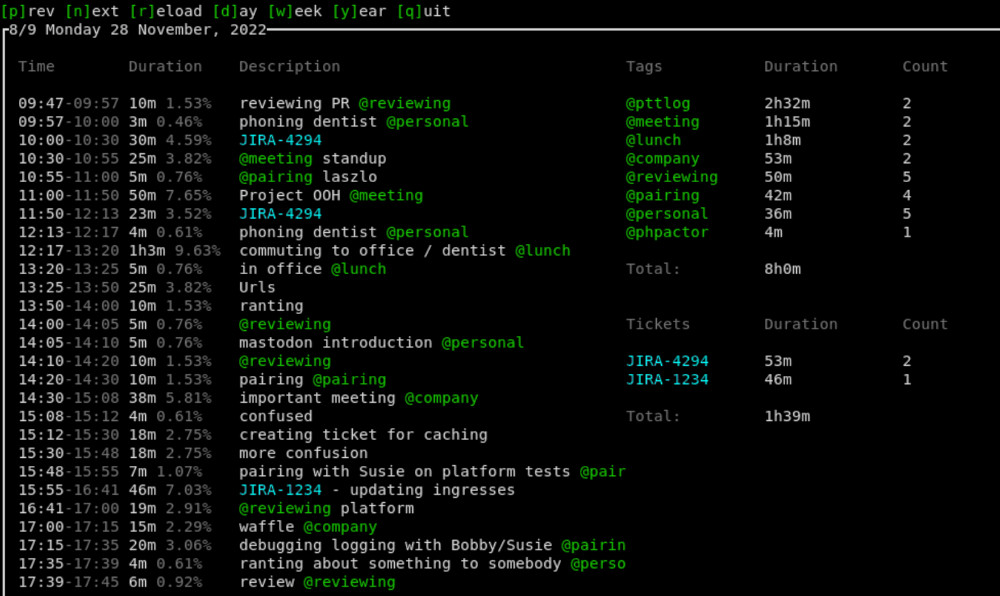 [p]rev [n]ext [r]eload [d]ay [w]eek [y]ear [q]uit
8/9 Monday 28 November, 2022
Time Duration Description Tags Duration Count
09:47-09:57 10m 1.53% reviewing PR @reviewing @pttlog 2h32m 2
09:57-10:00 3m 0.46% phoning dentist @personal @meeting 1h15m 2
10:00-10:30 30m 4.59% JIRA-4294 @lunch 1h8m 2
10:30-10:55 25m 3.82% @meeting standup @company 53m 2
10:55-11:00 5m 0.76% @pairing laszlo @reviewing 50m 5
11:00-11:50 50m 7.65% Project OOH @meeting @pairing 42m 4
11:50-12:13 23m 3.52% JIRA-4294 @personal 36m 5
12:13-12:17 4m 0.61% phoning dentist @personal @phpactor 4m 1
12:17-13:20 1h3m 9.63% commuting to office / dentist @lunch
13:20-13:25 5m 0.76% in office @lunch Total: 8h0m
13:25-13:50 25m 3.82% Urls
13:50-14:00 10m 1.53% ranting
14:00-14:05 5m 0.76% @reviewing Tickets Duration Count
14:05-14:10 5m 0.76% mastodon introduction @personal
14:10-14:20 10m 1.53% @reviewing JIRA-4294 53m 2
14:20-14:30 10m 1.53% pairing @pairing JIRA-1234 46m 1
14:30-15:08 38m 5.81% important meeting @company
15:08-15:12 4m 0.61% confused Total: 1h39m
15:12-15:30 18m 2.75% creating ticket for caching
15:30-15:48 18m 2.75% more confusion
15:48-15:55 7m 1.07% pairing with Susie on platform tests @pair
15:55-16:41 46m 7.03% JIRA-1234 - updating ingresses
16:41-17:00 19m 2.91% @reviewing platform
17:00-17:15 15m 2.29% waffle @company
17:15-17:35 20m 3.06% debugging logging with Bobby/Susie @pairin
17:35-17:39 4m 0.61% ranting about something to somebody @perso
17:39-17:45 6m 0.92% review @reviewing